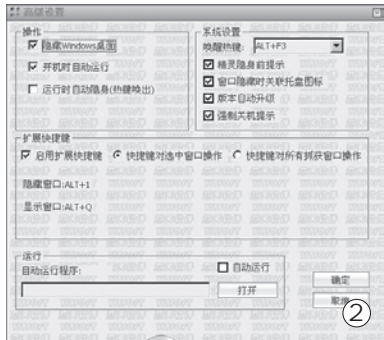 高级设置
操作
隐藏Windows桌面
开机时自动运行
运行时自动隐身(热键唤出)
系统设置
唤醒热键: ALT+F3
精灵隐身前提示
窗口隐藏时关联托盘图标
版本自动升级
强制关机提示
扩展快捷键
启用扩展快捷键 快捷键对选中窗口操作 快捷键对所有抓获窗口操作
隐藏窗口:ALT+1
显示窗口:ALT+Q
运行
自动运行程序:
自动运行
打开
确定
取消
②